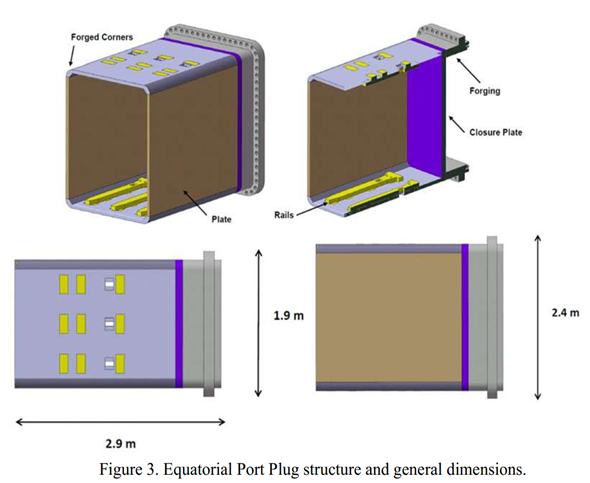 Forged Corners
Forging
Closure Plate
Plate
Rails
1.9 m
2.4 m
2.9 m
Figure 3. Equatorial Port Plug structure and general dimensions.